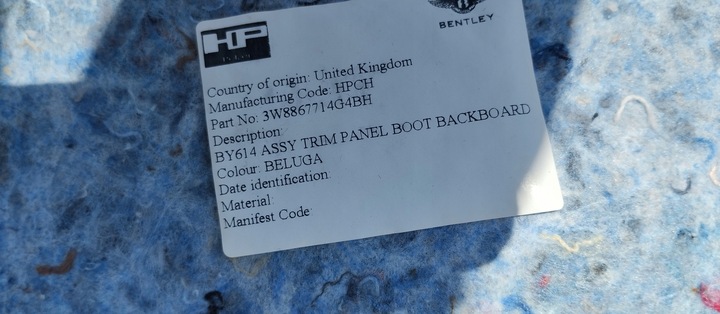 HP
BENTLEY
Country of origin: United Kingdom
Manufacturing Code: HPCH
Part No: 3W8867714G4BH
Description:
BY614 ASSY TRIM PANEL BOOT BACKBOARD
Colour: BELUGA
Date identification:
Material:
Manifest Code: